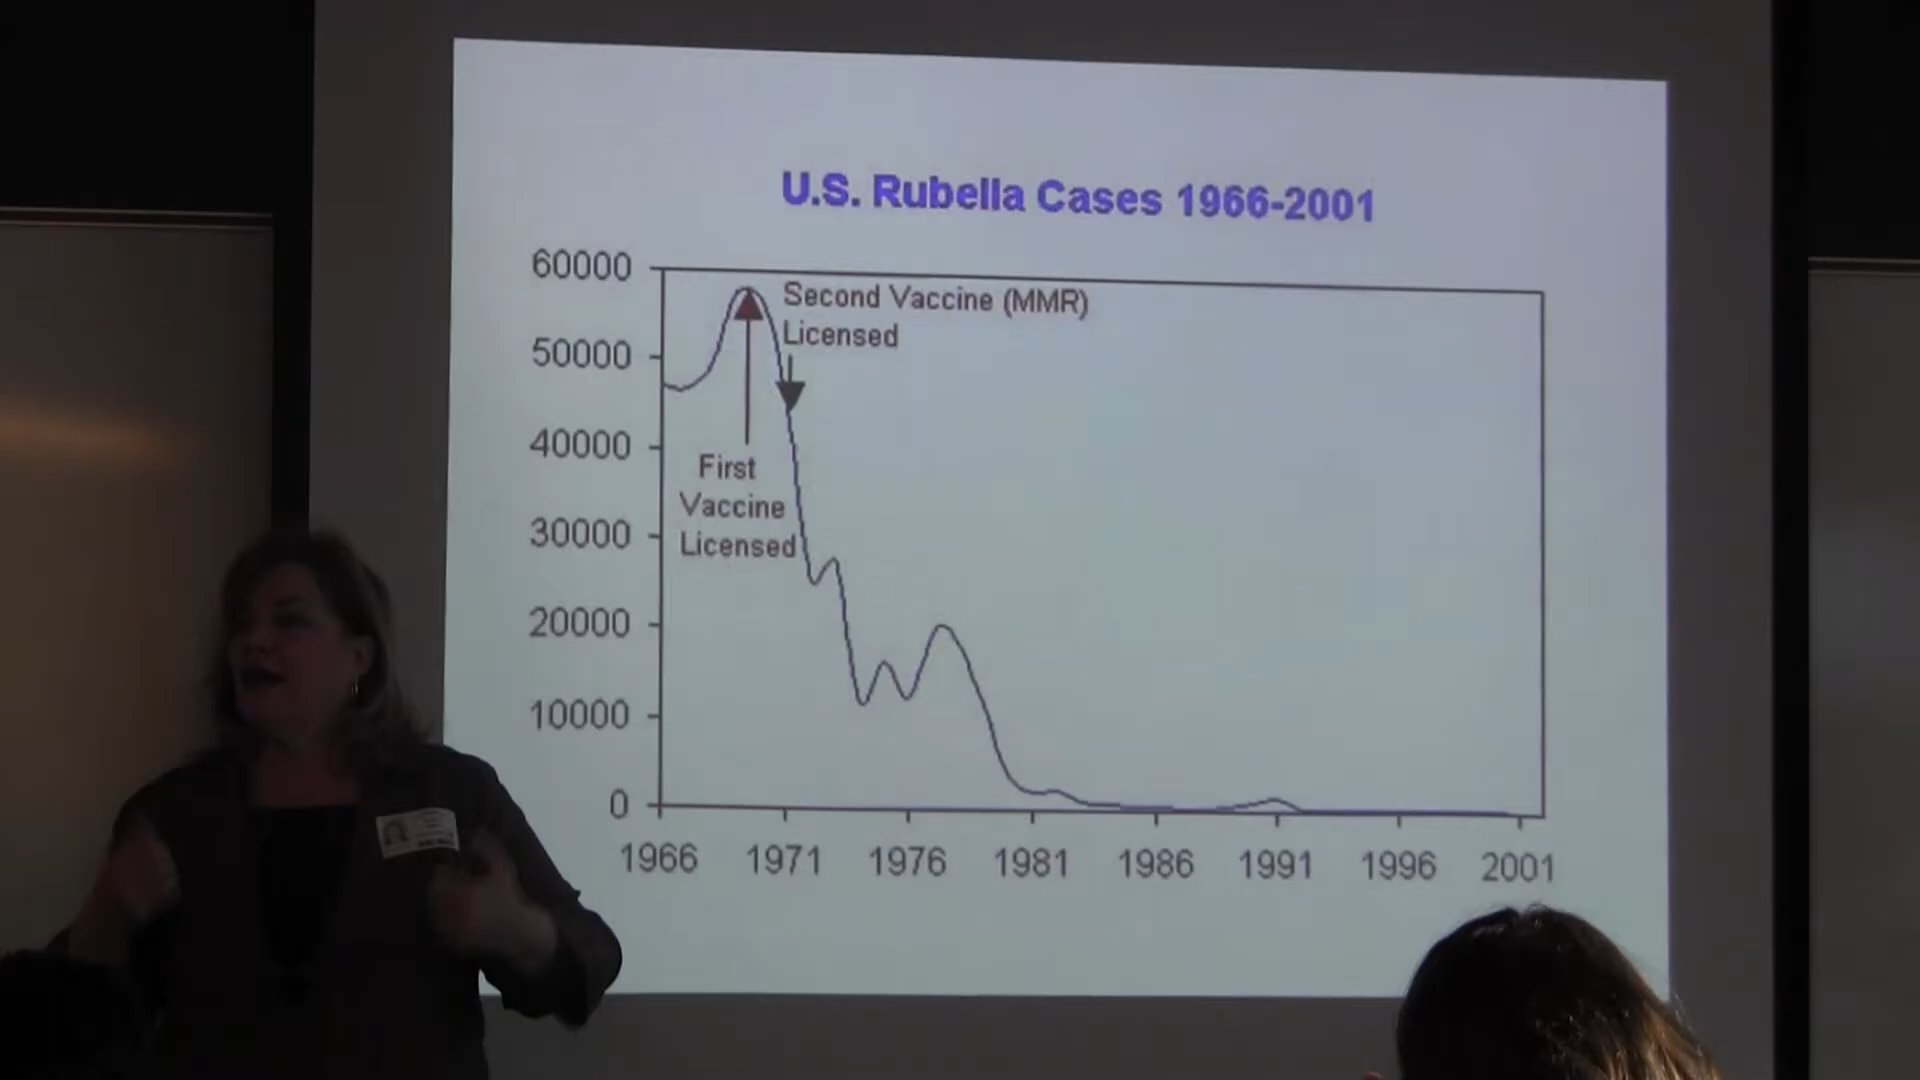 U.S. Rubella Cases 1966-2001
60000
50000
40000
30000
20000
10000
0
Second Vaccine (MMR)
Licensed
First
Vaccine
Licensed
1966 1971 1976 1981 1986 1991 1996 2001